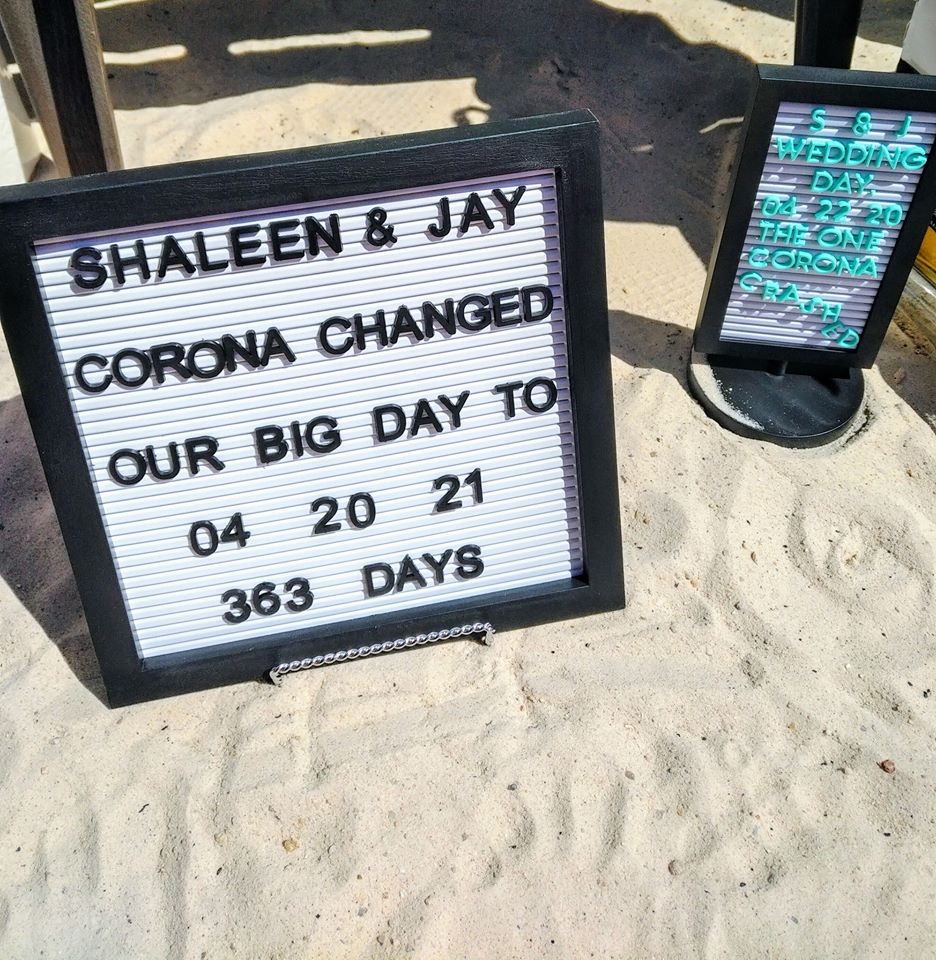 SHALEEN & JAY
CORONA CHANGED
OUR BIG DAY TO
04 20 21
363 DAYS
S & J
WEDDING
DAY.
04 22 20
THE ONE
CORONA
CRASHED